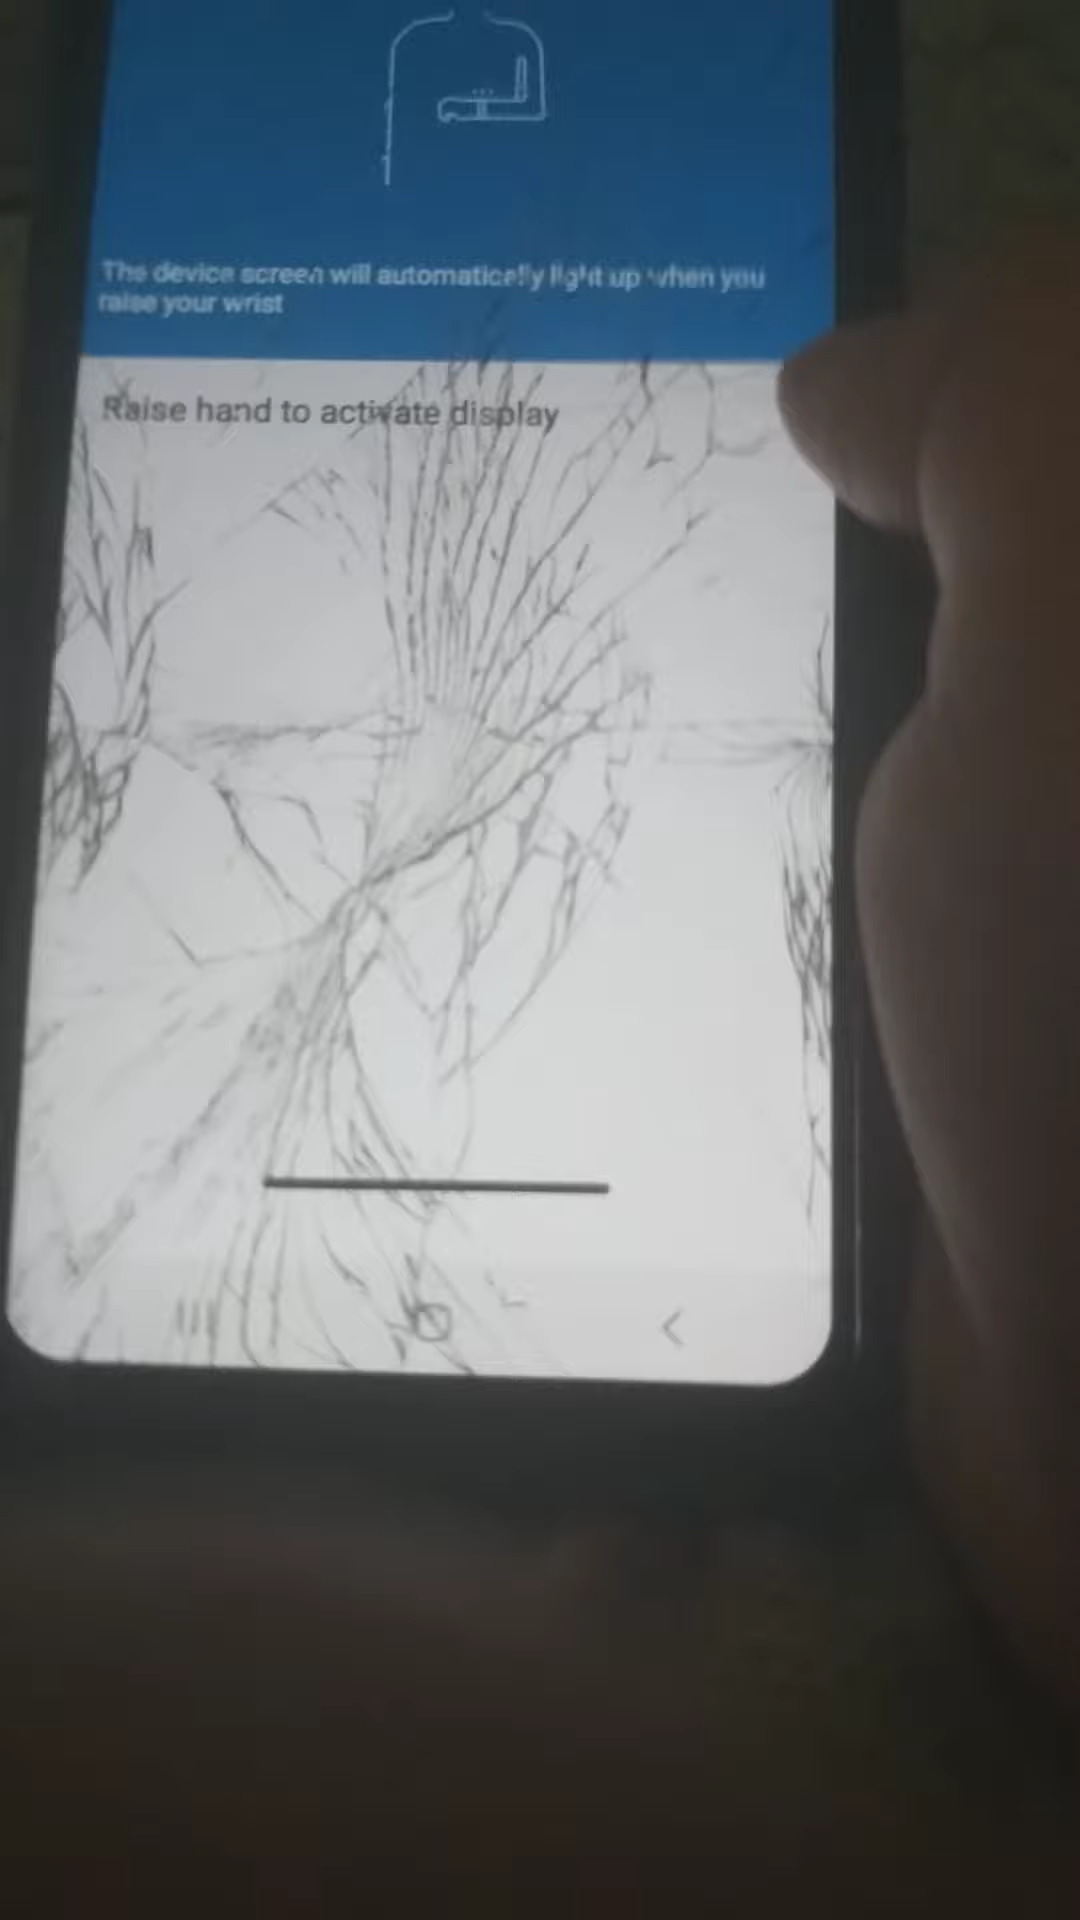 The device screen will automatically light up when you
raise your wrist
Raise hand to activate display